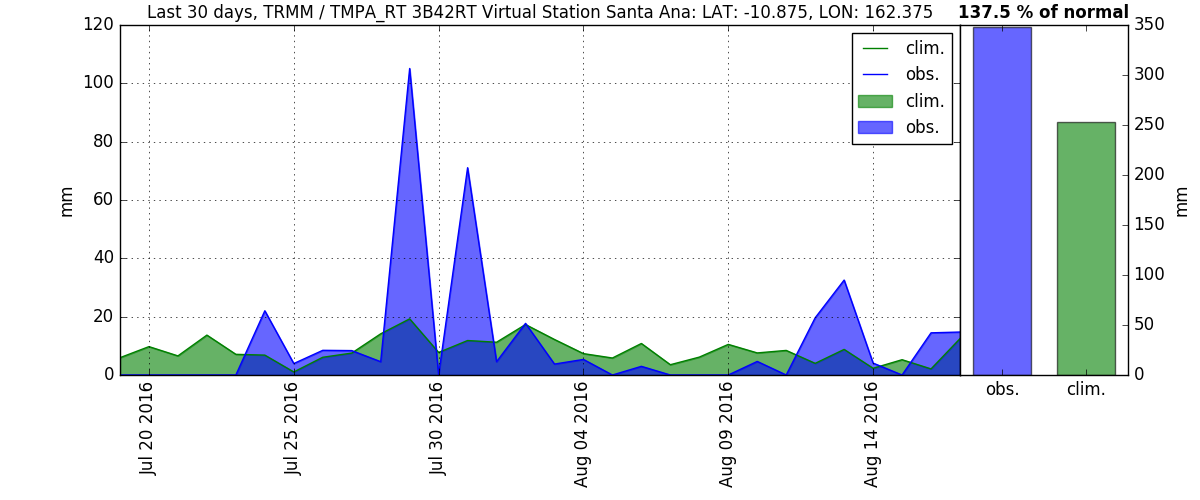 Last 30 days, TRMM / TMPA_RT 3B42RT Virtual Station Santa Ana: LAT: -10.875, LON: 162.375
137.5 % of normal
120
100
80
60
40
20
0
mm
clim.
obs.
clim.
obs.
Jul 20 2016
Jul 25 2016
Jul 30 2016
Aug 04 2016
Aug 09 2016
Aug 14 2016
350
300
250
200
150
100
50
0
mm
obs.
clim.